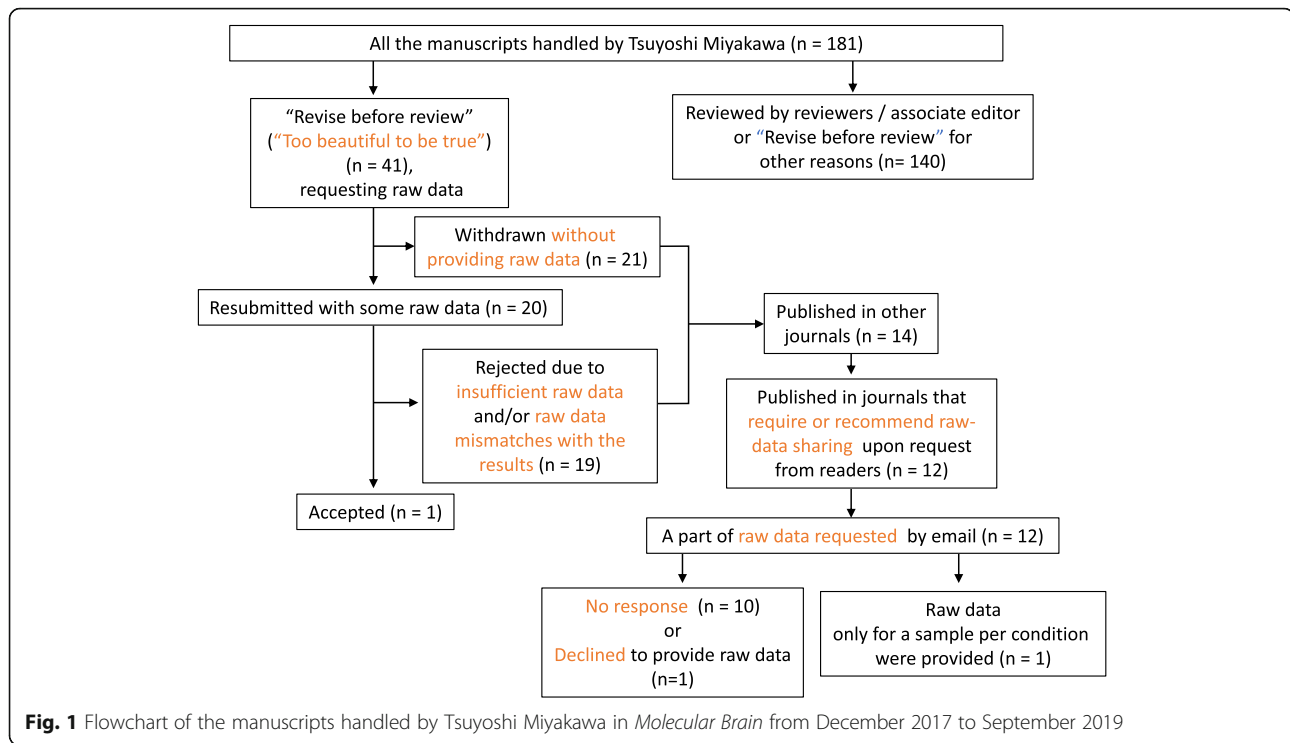 All the manuscripts handled by Tsuyoshi Miyakawa (n = 181)
“Revise before review”
(“Too beautiful to be true”)
(n = 41),
requesting raw data
Reviewed by reviewers / associate editor
or “Revise before review” for
other reasons (n= 140)
Withdrawn without
providing raw data (n = 21)
Resubmitted with some raw data (n = 20)
Published in other
journals (n = 14)
Rejected due to
insufficient raw data
and/or raw data
mismatches with the
results (n = 19)
Published in journals that
require or recommend raw-
data sharing upon request
from readers (n = 12)
Accepted (n = 1)
A part of raw data requested by email (n = 12)
No response (n = 10)
or
Declined to provide raw data
(n=1)
Raw data
only for a sample per condition
were provided (n = 1)
Fig. 1 Flowchart of the manuscripts handled by Tsuyoshi Miyakawa in Molecular Brain from December 2017 to September 2019